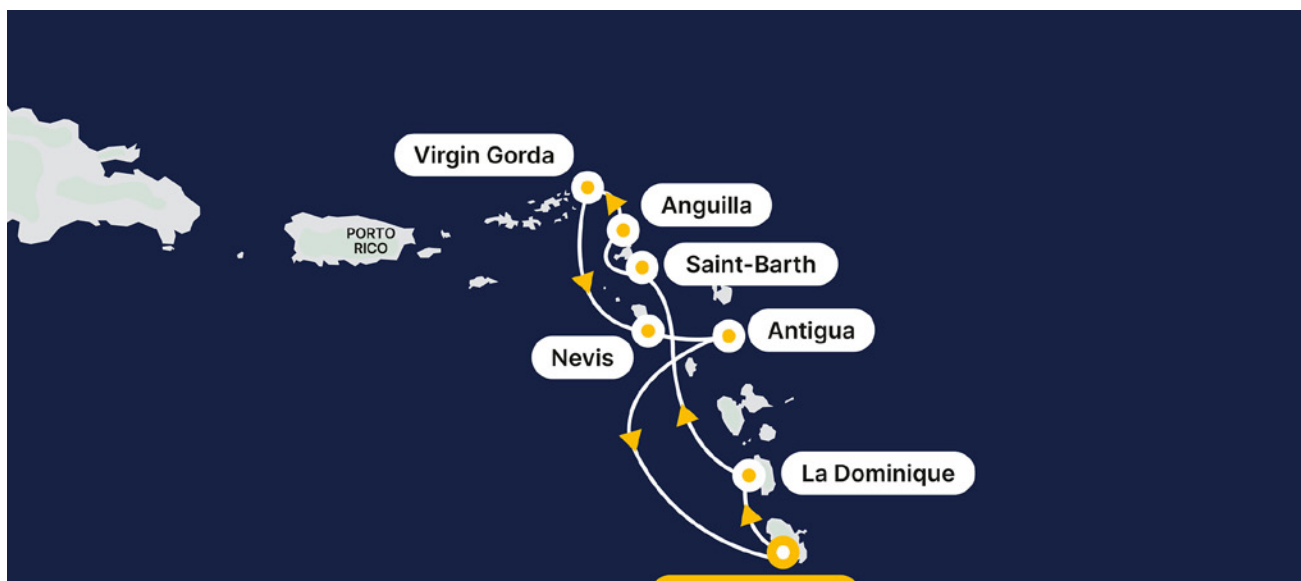 Virgin Gorda
Anguilla
PORTO
RICO
Saint-Barth
Antigua
Nevis
La Dominique